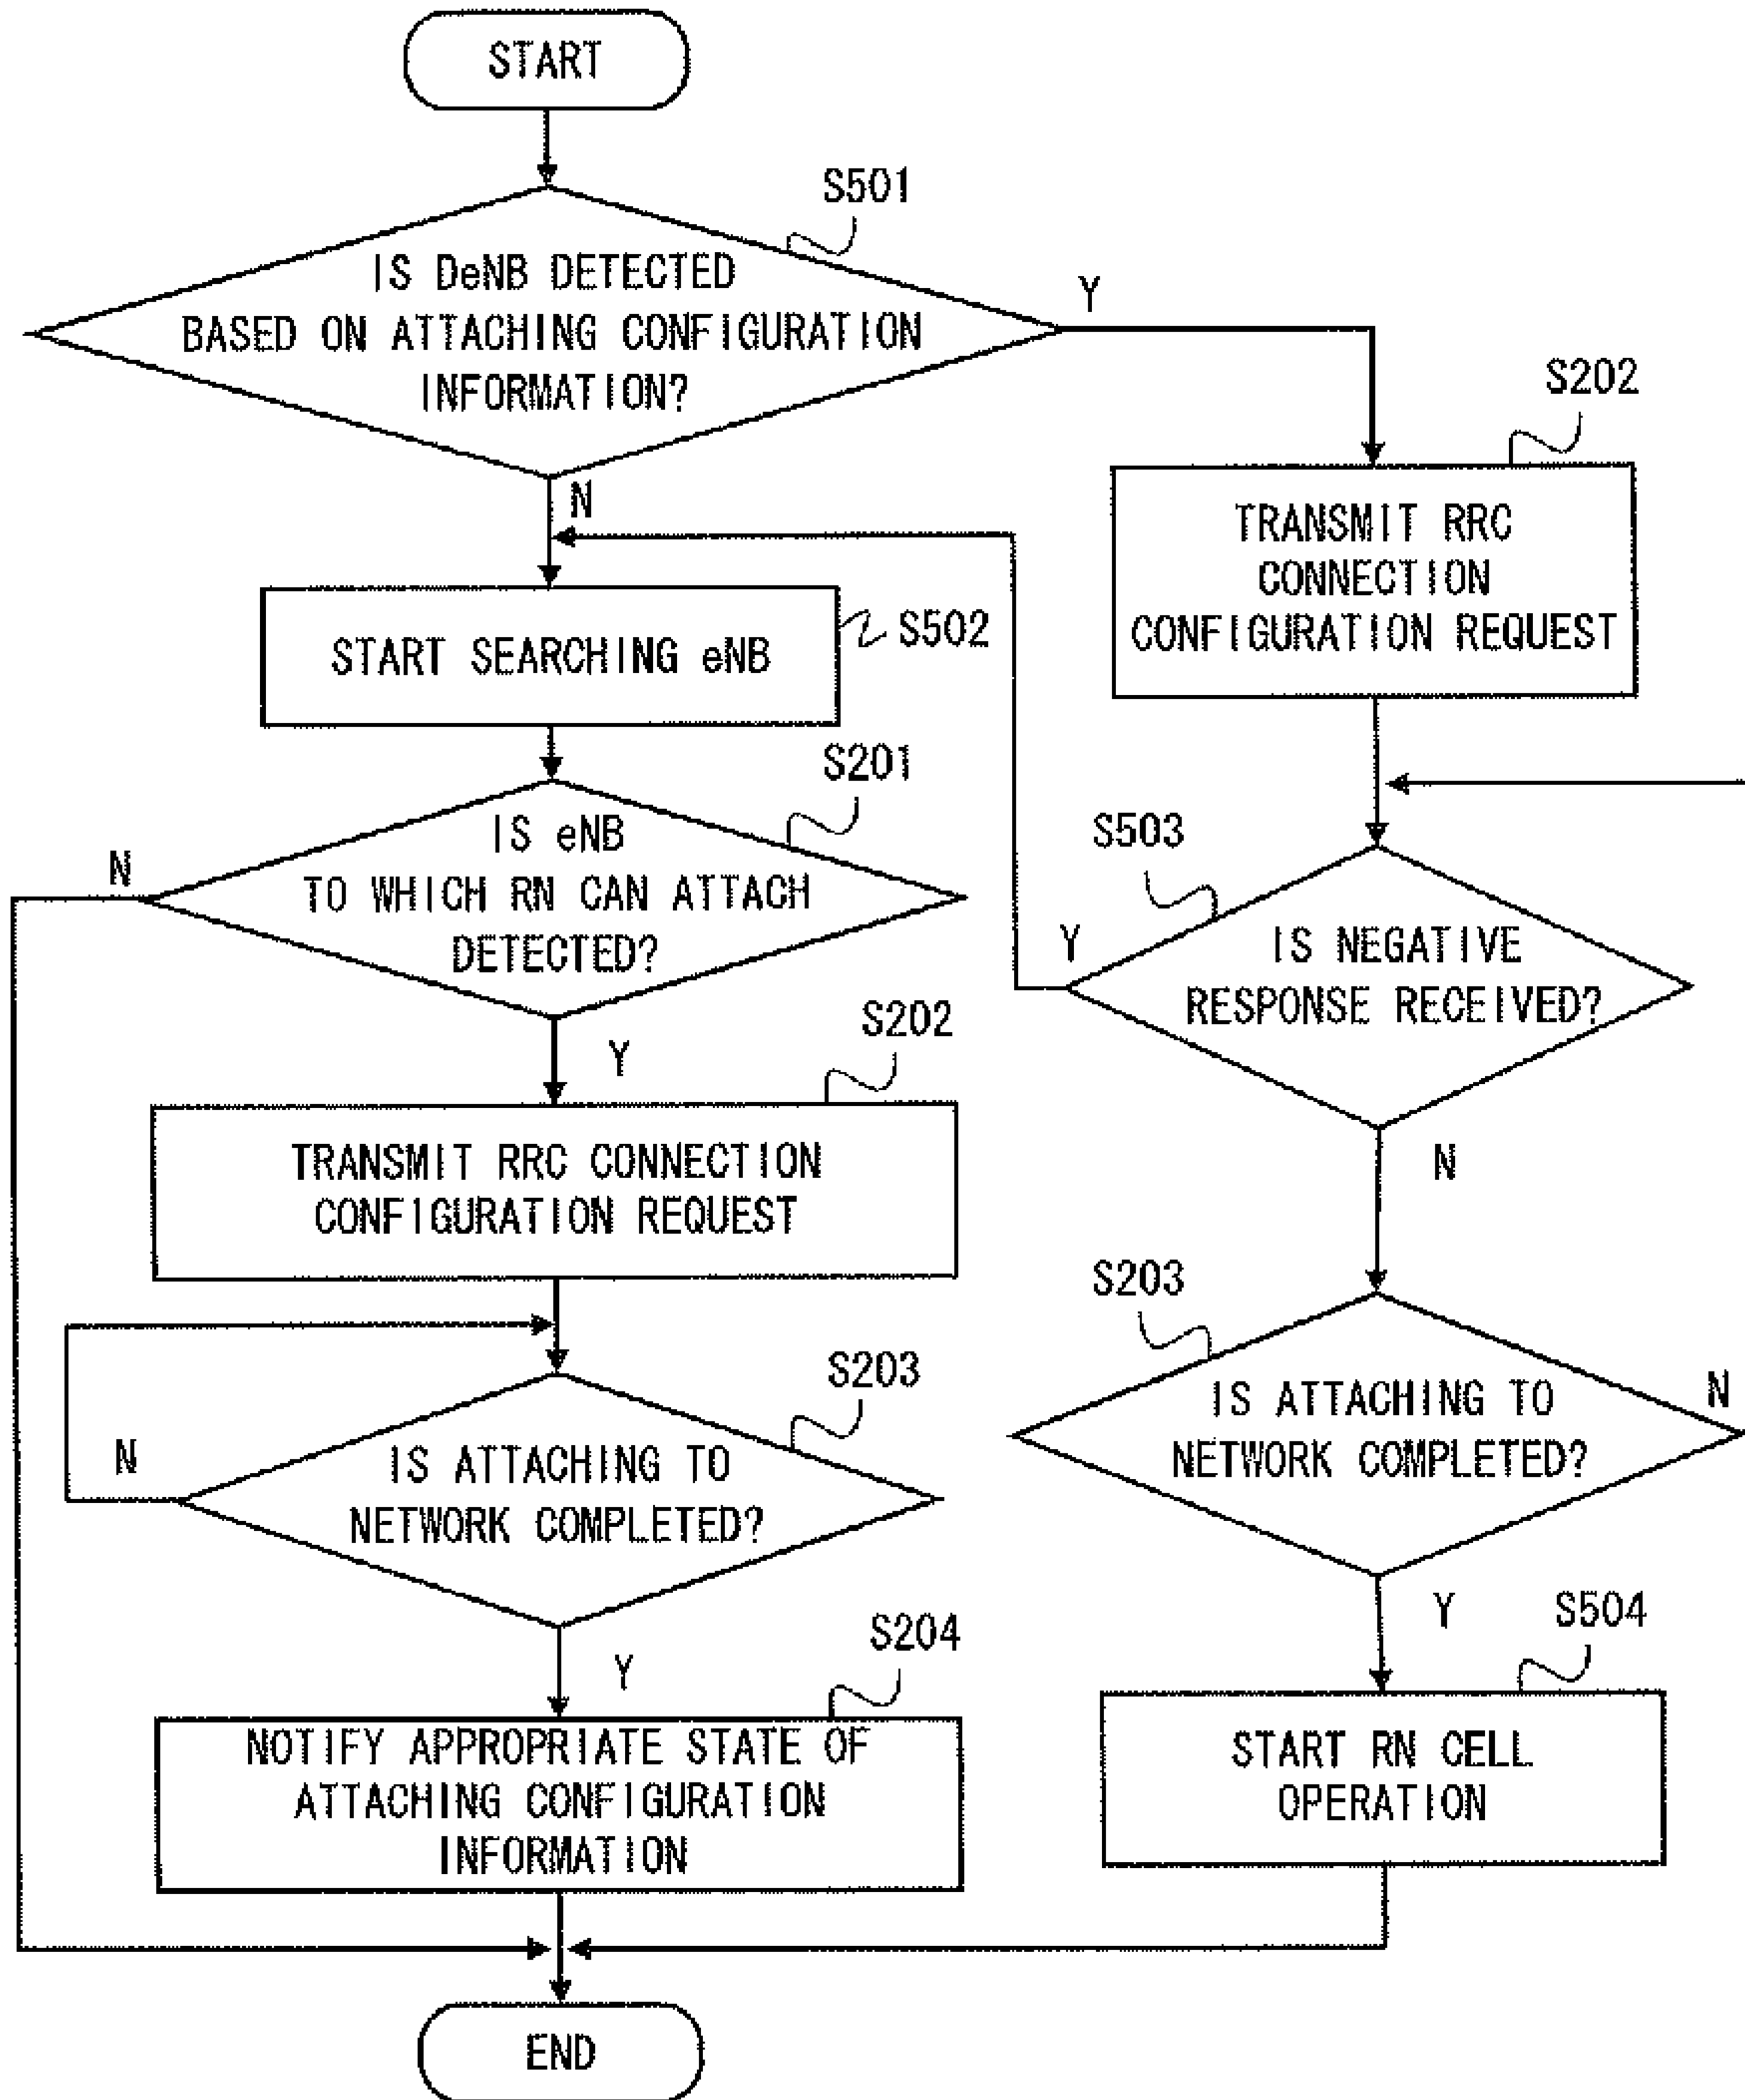 START
S501
IS DeNB DETECTED
BASED ON ATTACHING CONFIGURATION
INFORMATION?
Y
N
S202
TRANSMIT RRC
CONNECTION
CONFIGURATION REQUEST
START SEARCHING eNB
S502
S201
IS eNB
TO WHICH RN CAN ATTACH
DETECTED?
N
Y
S503
IS NEGATIVE
RESPONSE RECEIVED?
Y
N
S202
TRANSMIT RRC CONNECTION
CONFIGURATION REQUEST
S203
IS ATTACHING TO
NETWORK COMPLETED?
N
Y
S203
IS ATTACHING TO
NETWORK COMPLETED?
N
Y
S204
NOTIFY APPROPRIATE STATE OF
ATTACHING CONFIGURATION
INFORMATION
S504
START RN CELL
OPERATION
END